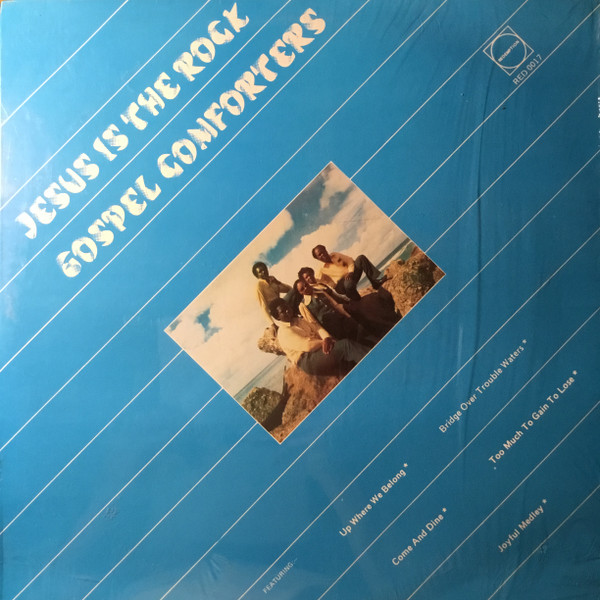 JESUS IS THE ROCK
GOSPEL COMFORTERS
RED 0017
FEATURING...
Up Where We Belong *
Bridge Over Trouble Waters *
Come And Dine *
Too Much To Gain To Lose *
Joyful Medley *